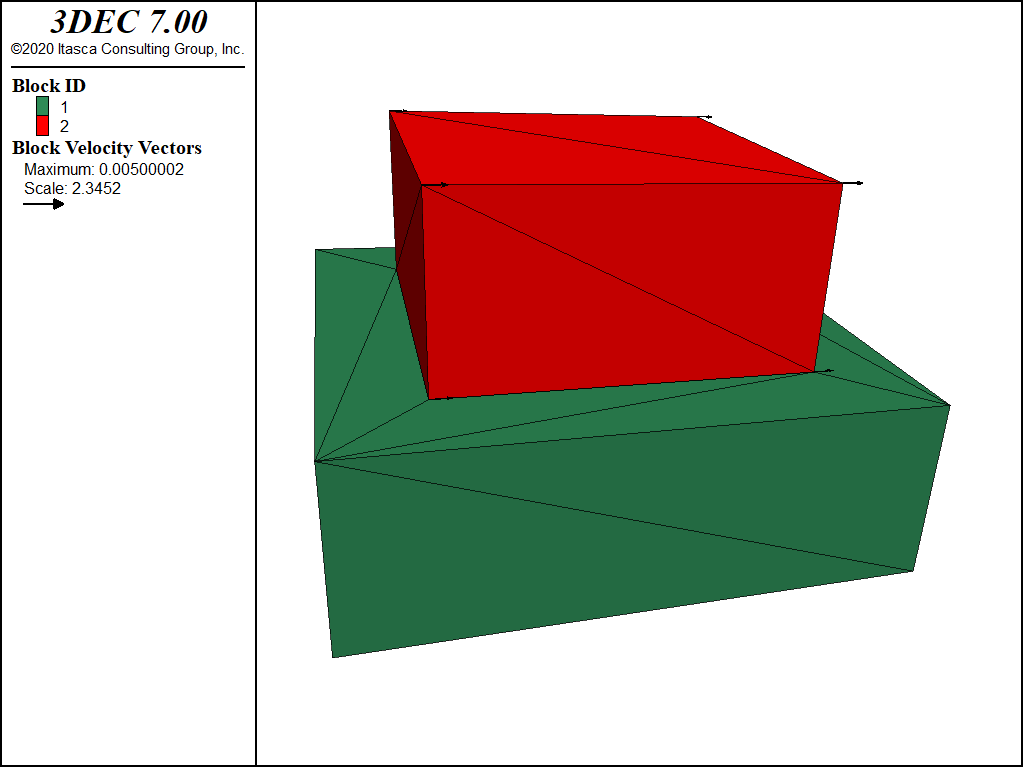 3DEC 7.00
©2020 Itasca Consulting Group, Inc.
Block ID
1
2
Block Velocity Vectors
Maximum: 0.00500002
Scale: 2.3452